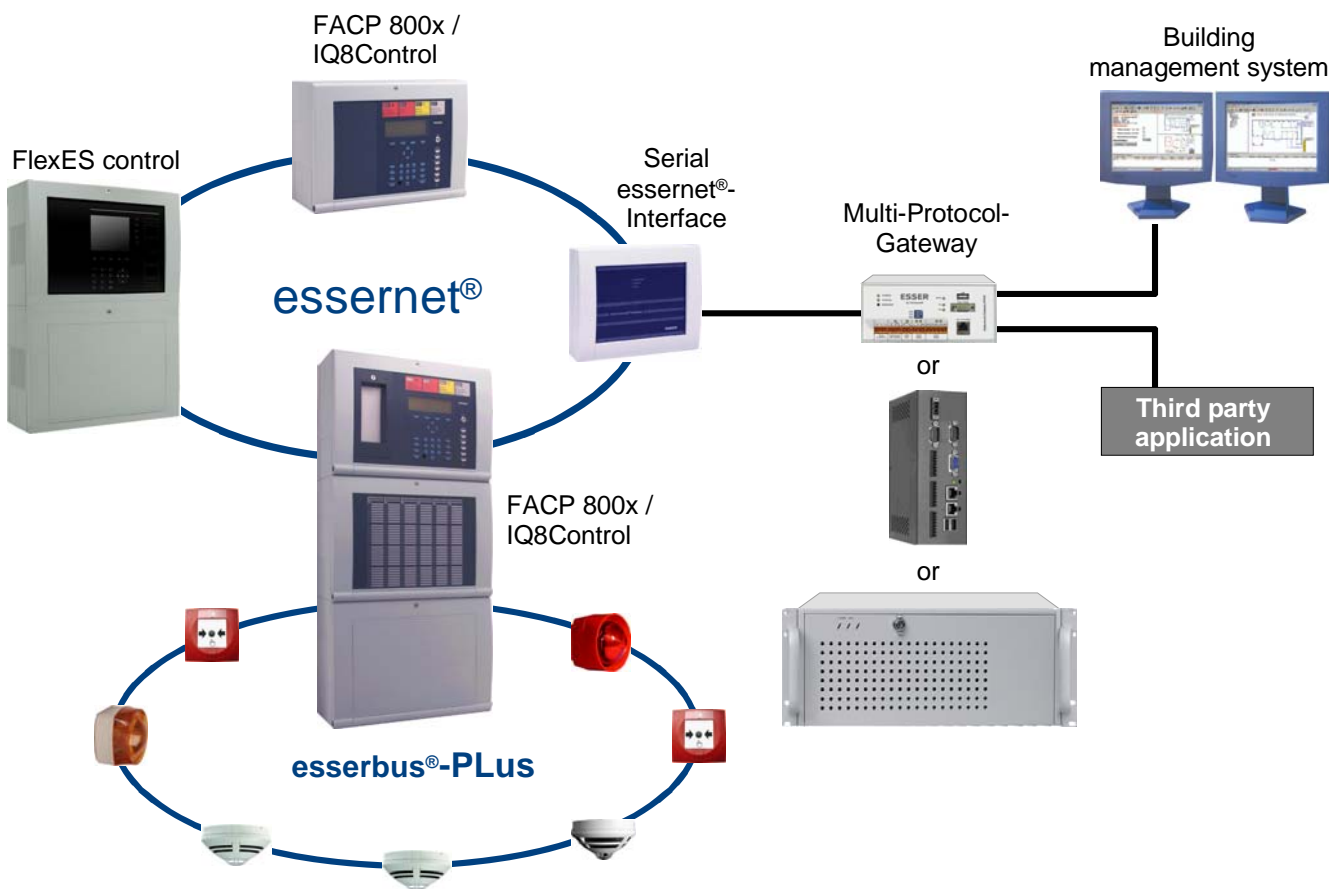 FACP 800x /
IQ8Control
Building
management system
FlexES control
Serial
essernet®-
Interface
Multi-Protocol-
Gateway
essernet®
ESSER
or
Third party
application
FACP 800x /
IQ8Control
or
esserbus®-PLus